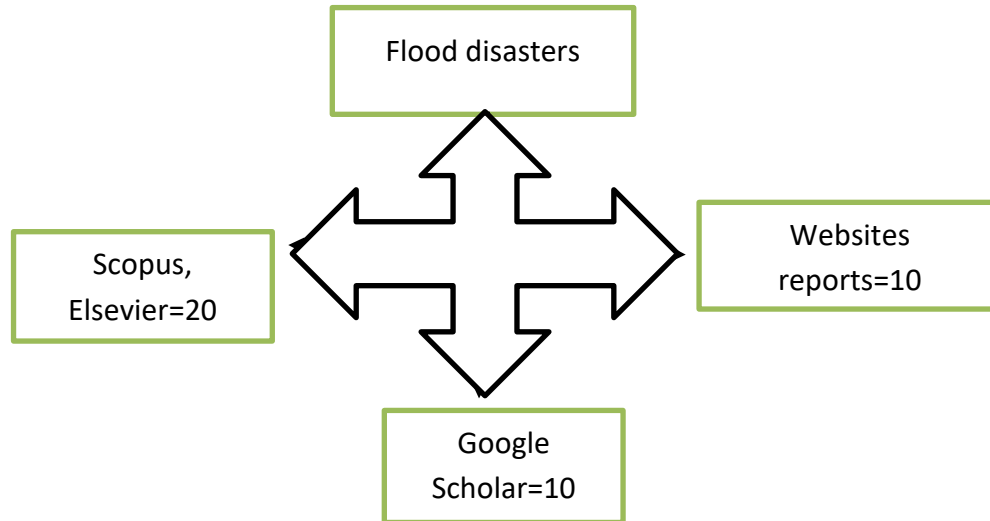 Flood disasters
Scopus,
Elsevier=20
Websites
reports=10
Google
Scholar=10